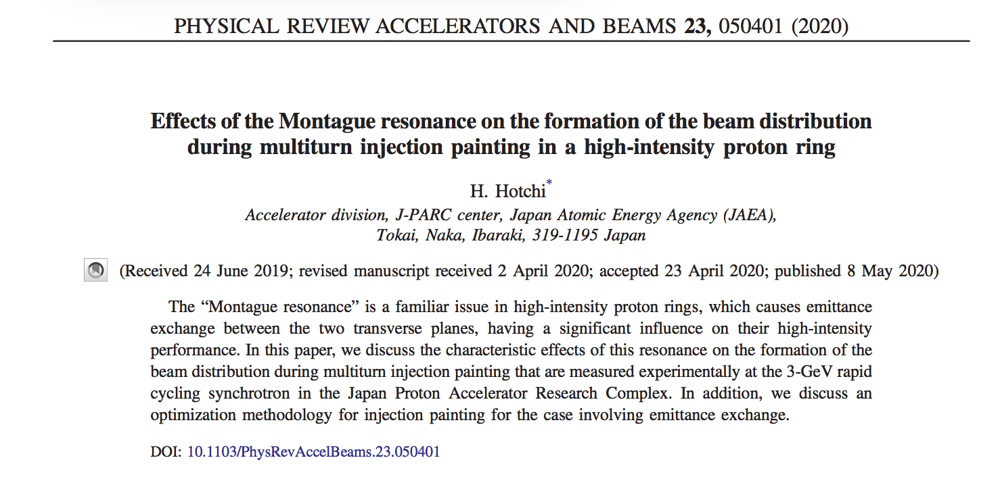 PHYSICAL REVIEW ACCELERATORS AND BEAMS 23, 050401 (2020)
Effects of the Montague resonance on the formation of the beam distribution
during multiturn injection painting in a high-intensity proton ring
H. Hotchi*
Accelerator division, J-PARC center, Japan Atomic Energy Agency (JAEA),
Tokai, Naka, Ibaraki, 319-1195 Japan
(Received 24 June 2019; revised manuscript received 2 April 2020; accepted 23 April 2020; published 8 May 2020)
The “Montague resonance” is a familiar issue in high-intensity proton rings, which causes emittance
exchange between the two transverse planes, having a significant influence on their high-intensity
performance. In this paper, we discuss the characteristic effects of this resonance on the formation of the
beam distribution during multiturn injection painting that are measured experimentally at the 3-GeV rapid
cycling synchrotron in the Japan Proton Accelerator Research Complex. In addition, we discuss an
optimization methodology for injection painting for the case involving emittance exchange.
DOI: 10.1103/PhysRevAccelBeams.23.050401